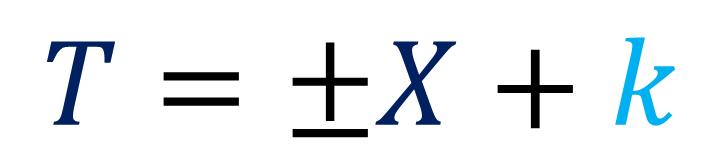 T = ±X + k